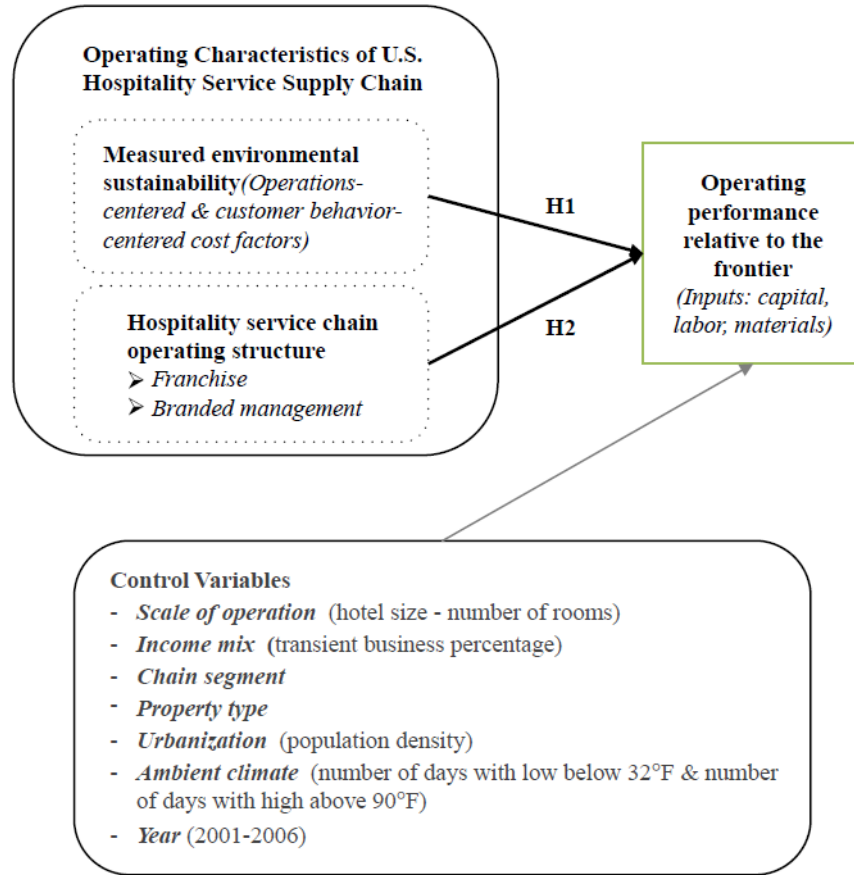 Operating Characteristics of U.S.
Hospitality Service Supply Chain
Measured environmental
sustainability(Operations-
centered & customer behavior-
centered cost factors)
H1
Hospitality service chain
operating structure
➢ Franchise
➢ Branded management
H2
Operating
performance
relative to the
frontier
(Inputs: capital,
labor, materials)
Control Variables
- Scale of operation (hotel size - number of rooms)
- Income mix (transient business percentage)
- Chain segment
- Property type
- Urbanization (population density)
- Ambient climate (number of days with low below 32°F & number
of days with high above 90°F)
- Year (2001-2006)